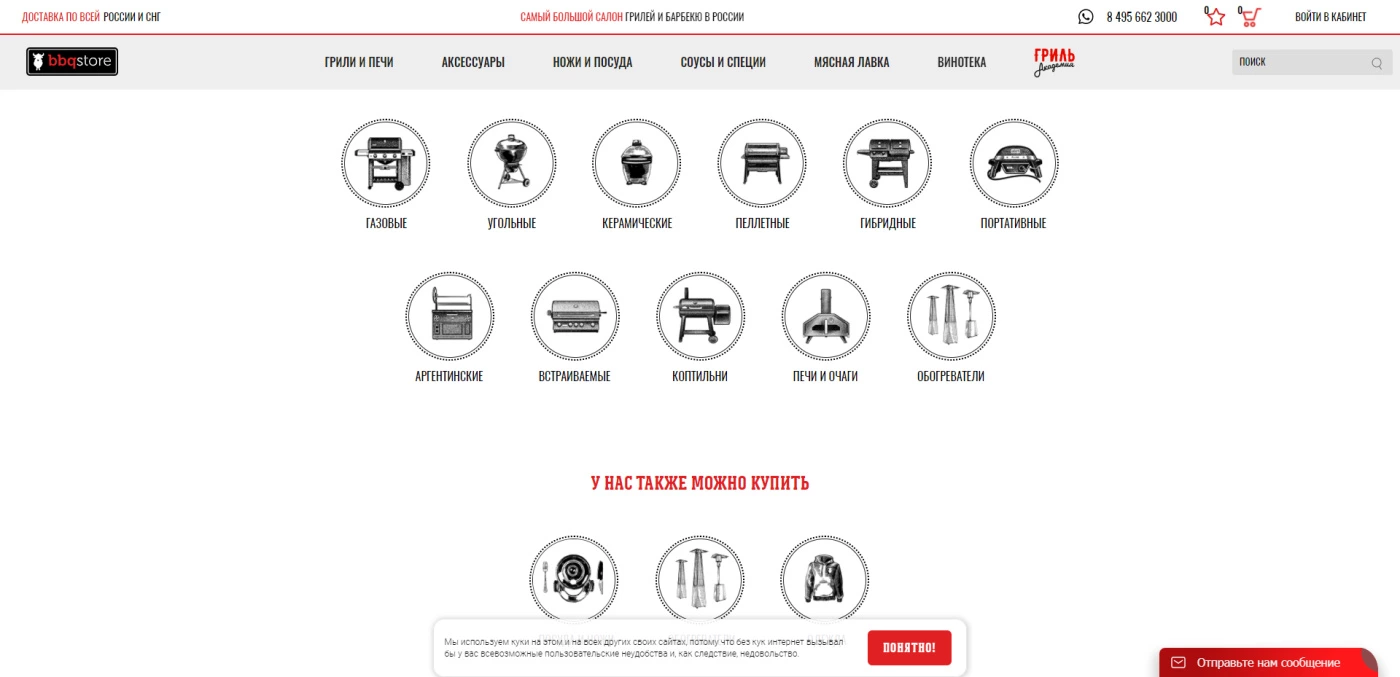 ДОСТАВКА ПО ВСЕЙ РОССИИ И СНГ
САМЫЙ БОЛЬШОЙ САЛОН ГРИЛЕЙ И БАРБЕКЮ В РОССИИ
8 495 662 3000
0
0
ВОЙТИ В КАБИНЕТ
bbqstore
ГРИЛИ И ПЕЧИ
АКСЕССУАРЫ
НОЖИ И ПОСУДА
СОУСЫ И СПЕЦИИ
МЯСНАЯ ЛАВКА
ВИНОТЕКА
ГРИЛЬ
Академия
ПОИСК
ГАЗОВЫЕ
УГОЛЬНЫЕ
КЕРАМИЧЕСКИЕ
ПЕЛЛЕТНЫЕ
ГИБРИДНЫЕ
ПОРТАТИВНЫЕ
АРГЕНТИНСКИЕ
ВСТРАИВАЕМЫЕ
КОПТИЛЬНИ
ПЕЧИ И ОЧАГИ
ОБОГРЕВАТЕЛИ
У НАС ТАКЖЕ МОЖНО КУПИТЬ
Мы используем куки на этом и на всех других своих сайтах, потому что без кук интернет вызывал
бы у вас всевозможные пользовательские неудобства и, как следствие, недовольство.
ПОНЯТНО!
Отправьте нам сообщение